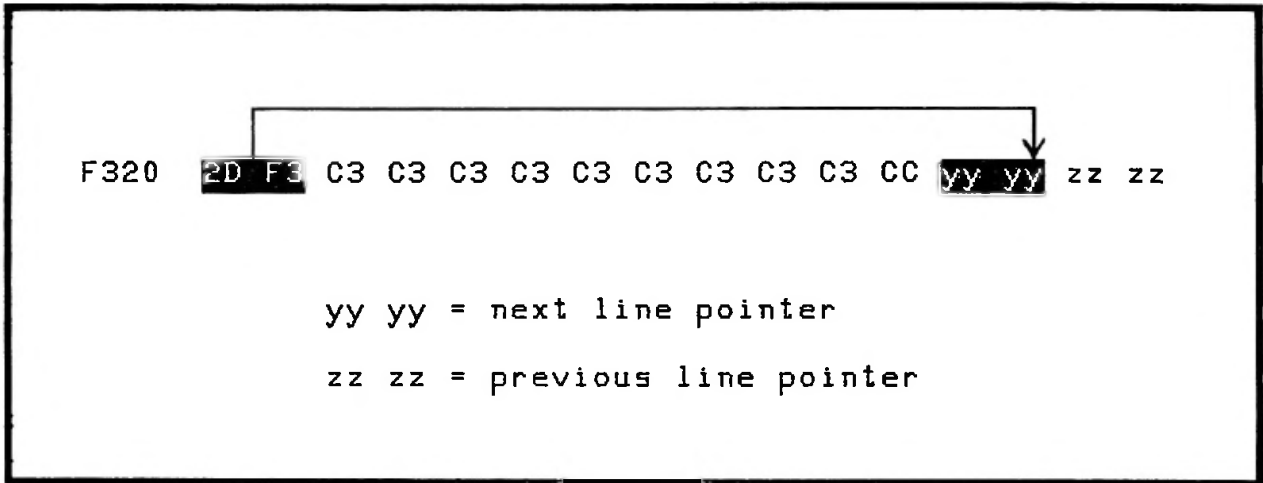 F320 2D F3 C3 C3 C3 C3 C3 C3 C3 C3 C3 CC yy yy zz zz
yy yy = next line pointer
zz zz = previous line pointer